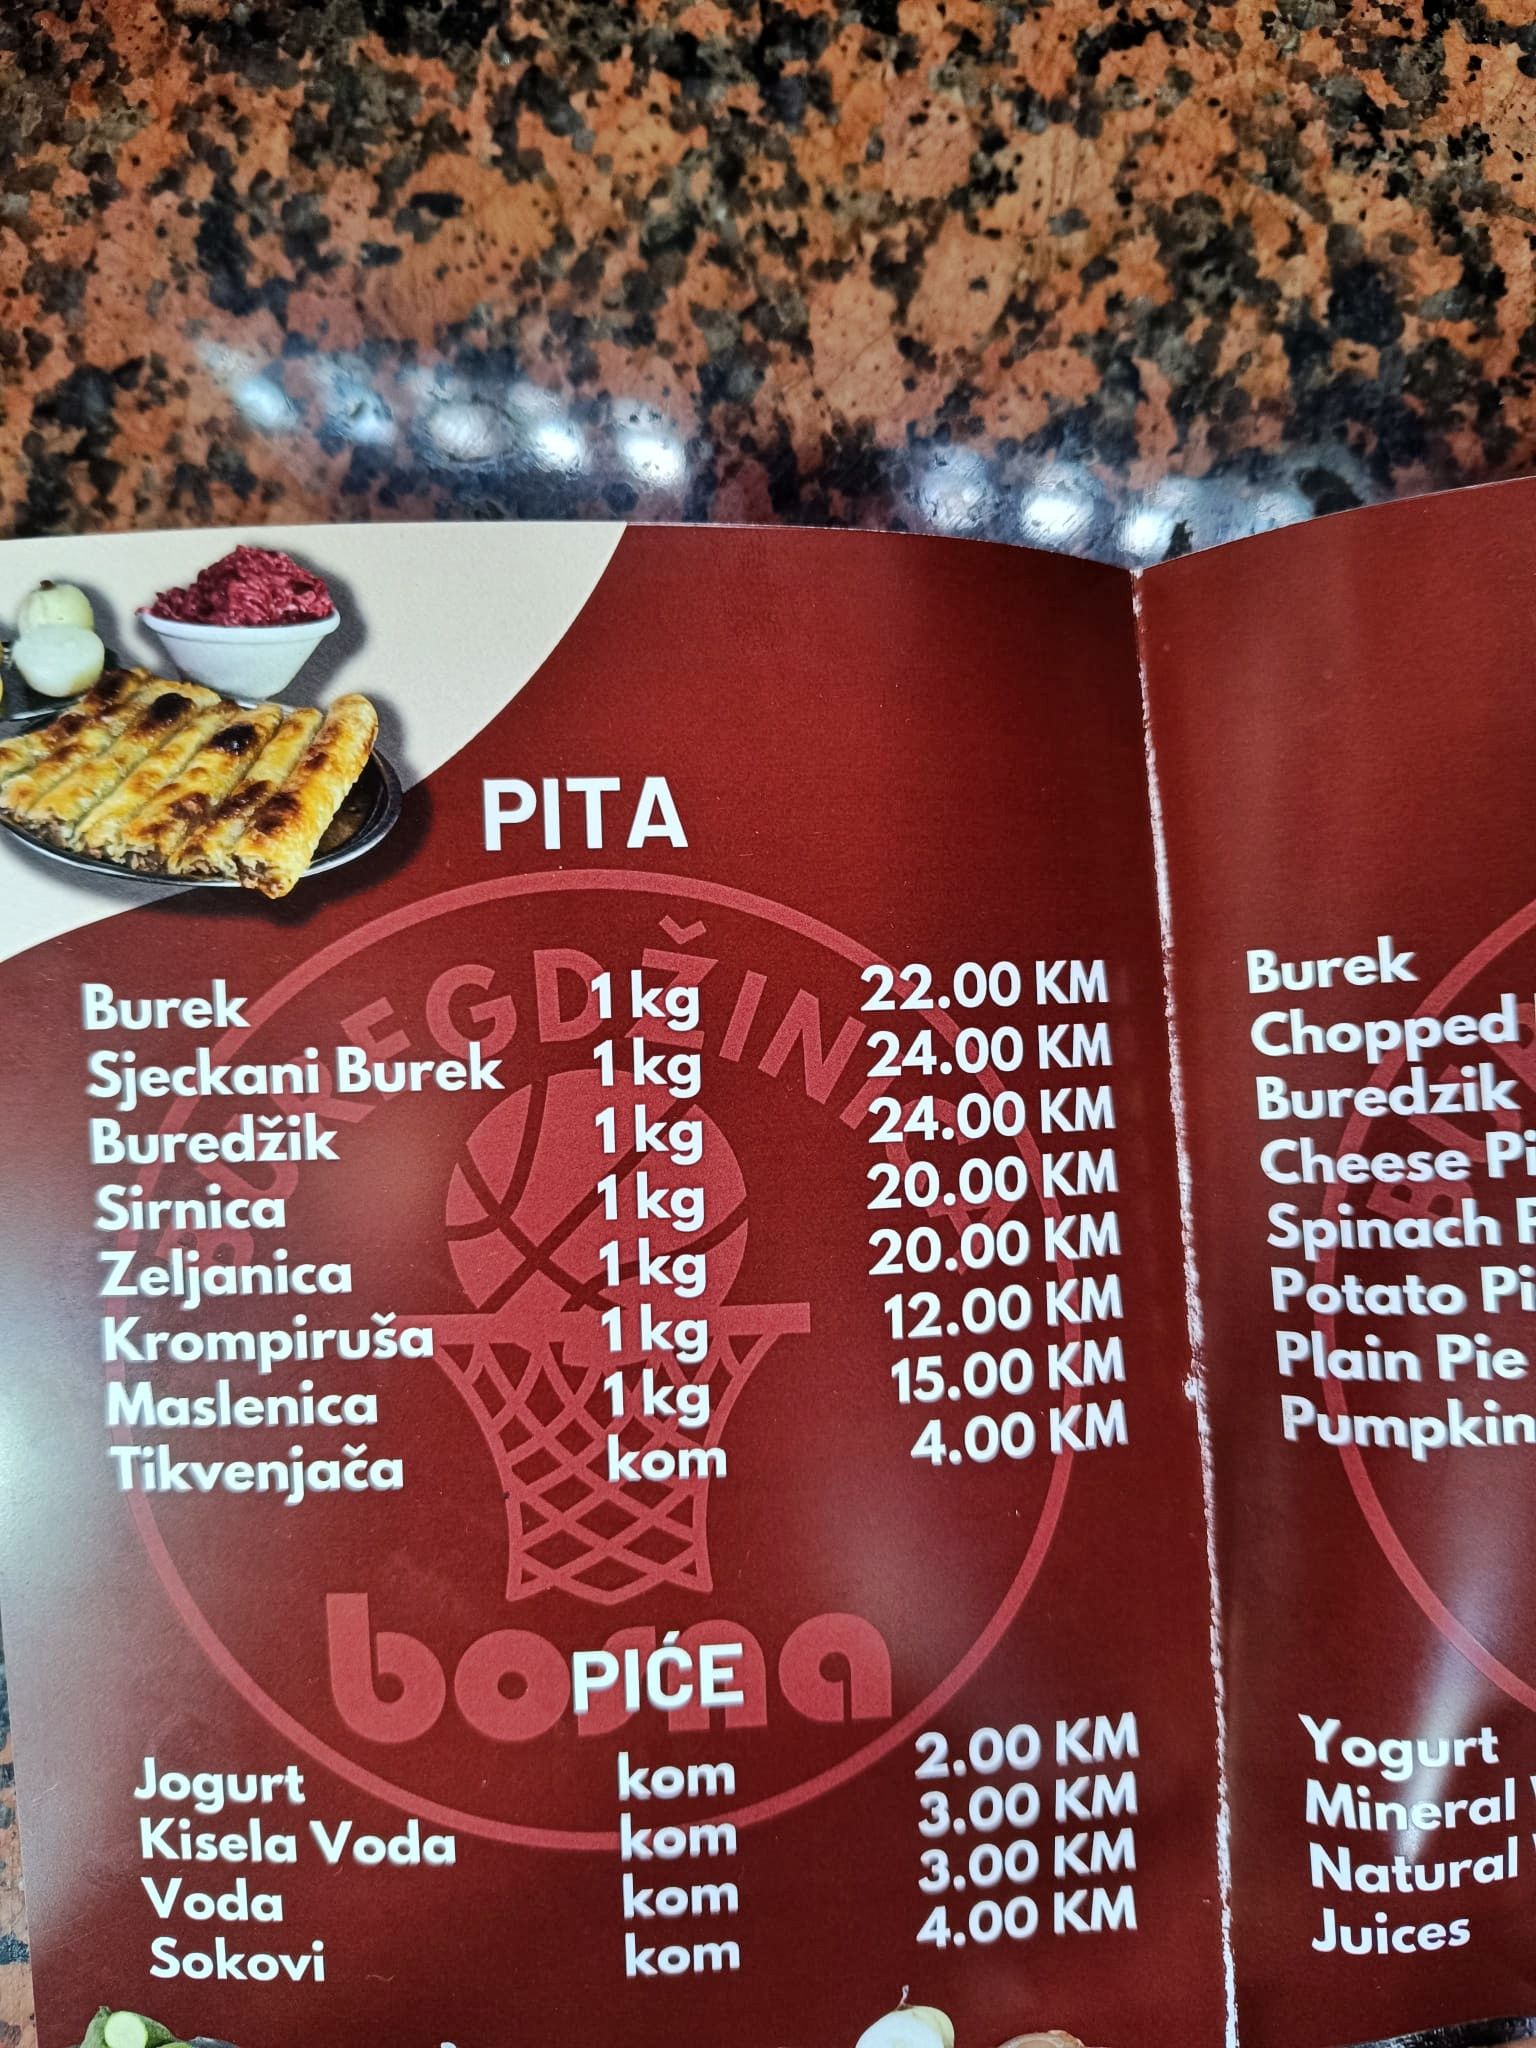 PITA
BUREGDŽINICA
Burek 1 kg 22.00 KM
Sjeckani Burek 1 kg 24.00 KM
Buredžik 1 kg 24.00 KM
Sirnica 1 kg 20.00 KM
Zeljanica 1 kg 20.00 KM
Krompiruša 1 kg 12.00 KM
Maslenica 1 kg 15.00 KM
Tikvenjača kom 4.00 KM
bosna
PIĆE
Jogurt kom 2.00 KM
Kisela Voda kom 3.00 KM
Voda kom 3.00 KM
Sokovi kom 4.00 KM
Burek
Chopped
Buredzik
Cheese Pi
Spinach P
Potato Pi
Plain Pie
Pumpkin
Yogurt
Mineral
Natural
Juices